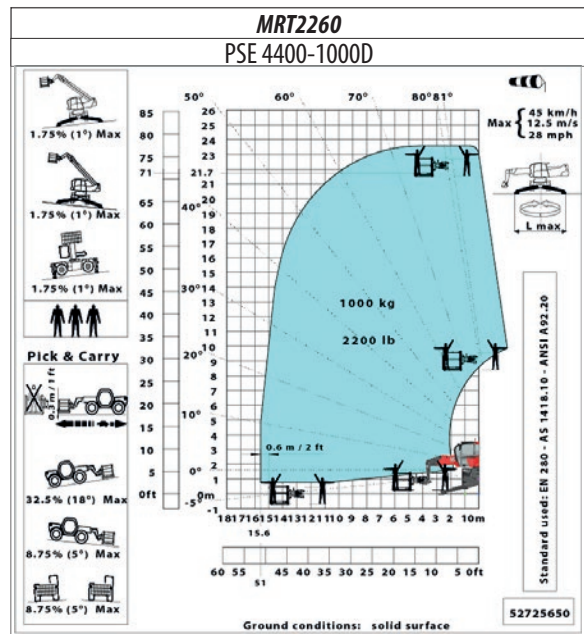 MRT2260
PSE 4400-1000D
1.75% (1°) Max
1.75% (1°) Max
1.75% (1°) Max
Pick & Carry
0.3 m / 1 ft
32.5% (18°) Max
8.75% (5°) Max
8.75% (5°) Max
50° 60° 70° 80° 81°
40°
30°
20°
10°
0°
-5°
85
80
75
71
65
60
55
50
45
40
35
30
25
20
15
10
5
0ft
26
25
24
23
22
21.7
21
20
19
18
17
16
15
14
13
12
11
10
9
8
7
6
5
4
3
2
1
0m
-1
1000 kg
2200 lb
0.6 m / 2 ft
18 17 16 15 14 13 12 11 10 9 8 6 4 2 1 0m
15.6
60 55 45 40 35 30 25 20 15 10 5 0ft
51
Max { 45 km/h
12.5 m/s
28 mph
L max
Standard used: EN 280 - AS 1418.10 - ANSI A92.20
52725650
Ground conditions: solid surface